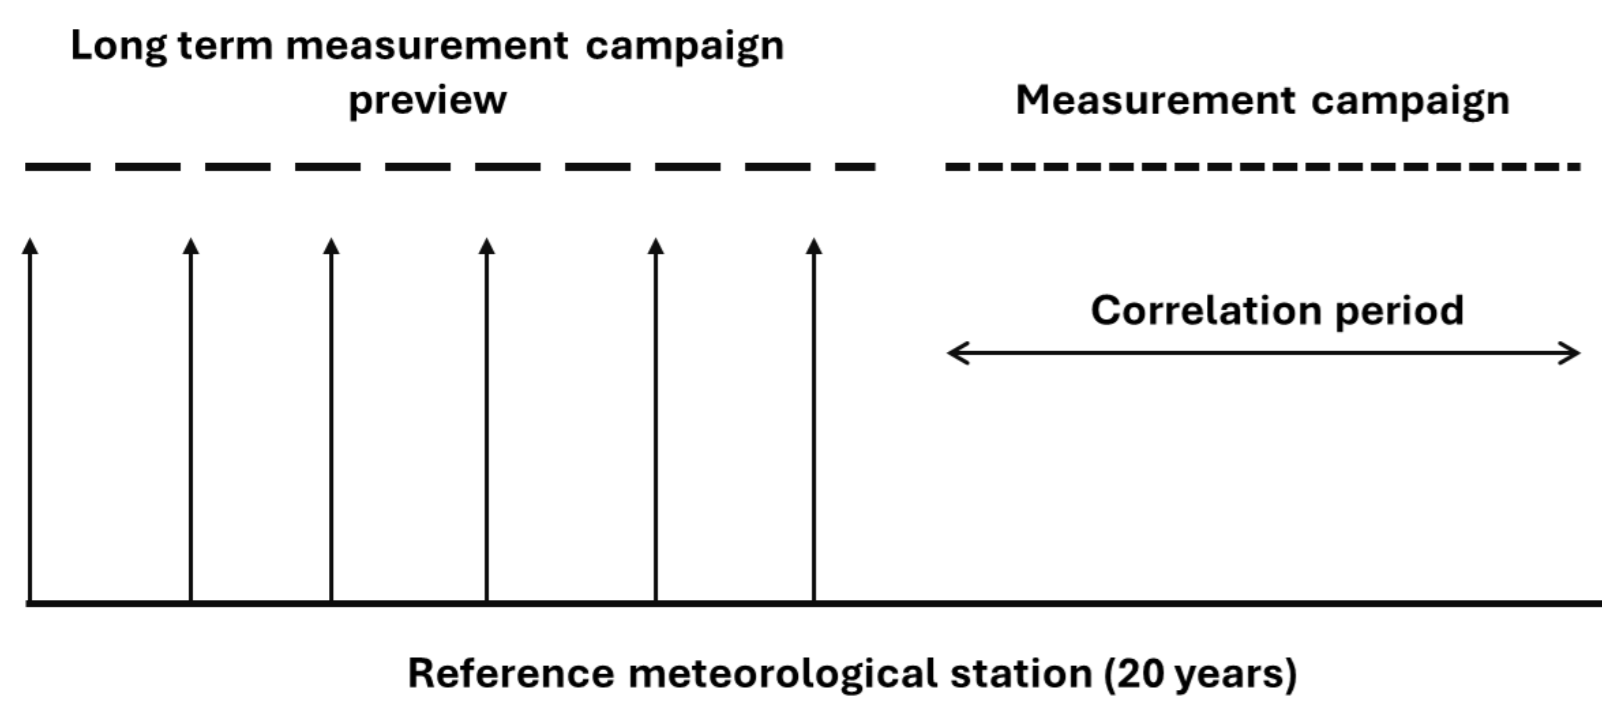 Long term measurement campaign
preview
Measurement campaign
Correlation period
Reference meteorological station (20 years)